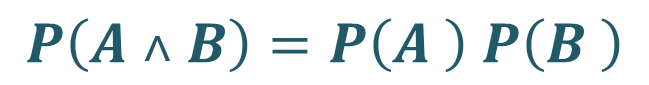 P(A ∧ B) = P(A ) P(B )